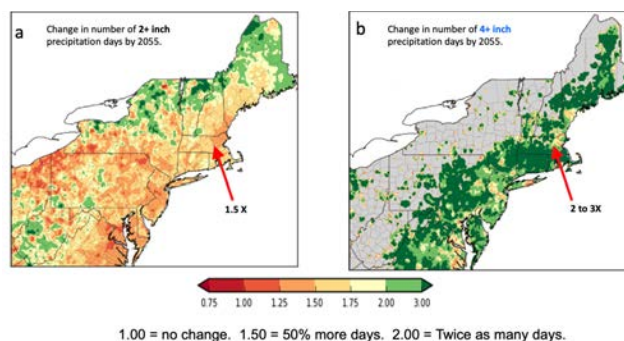 a
Change in number of 2+ inch
precipitation days by 2055.
1.5 X
b
Change in number of 4+ inch
precipitation days by 2055.
2 to 3X
0.75 1.00 1.25 1.50 1.75 2.00 3.00
1.00 = no change. 1.50 = 50% more days. 2.00 = Twice as many days.